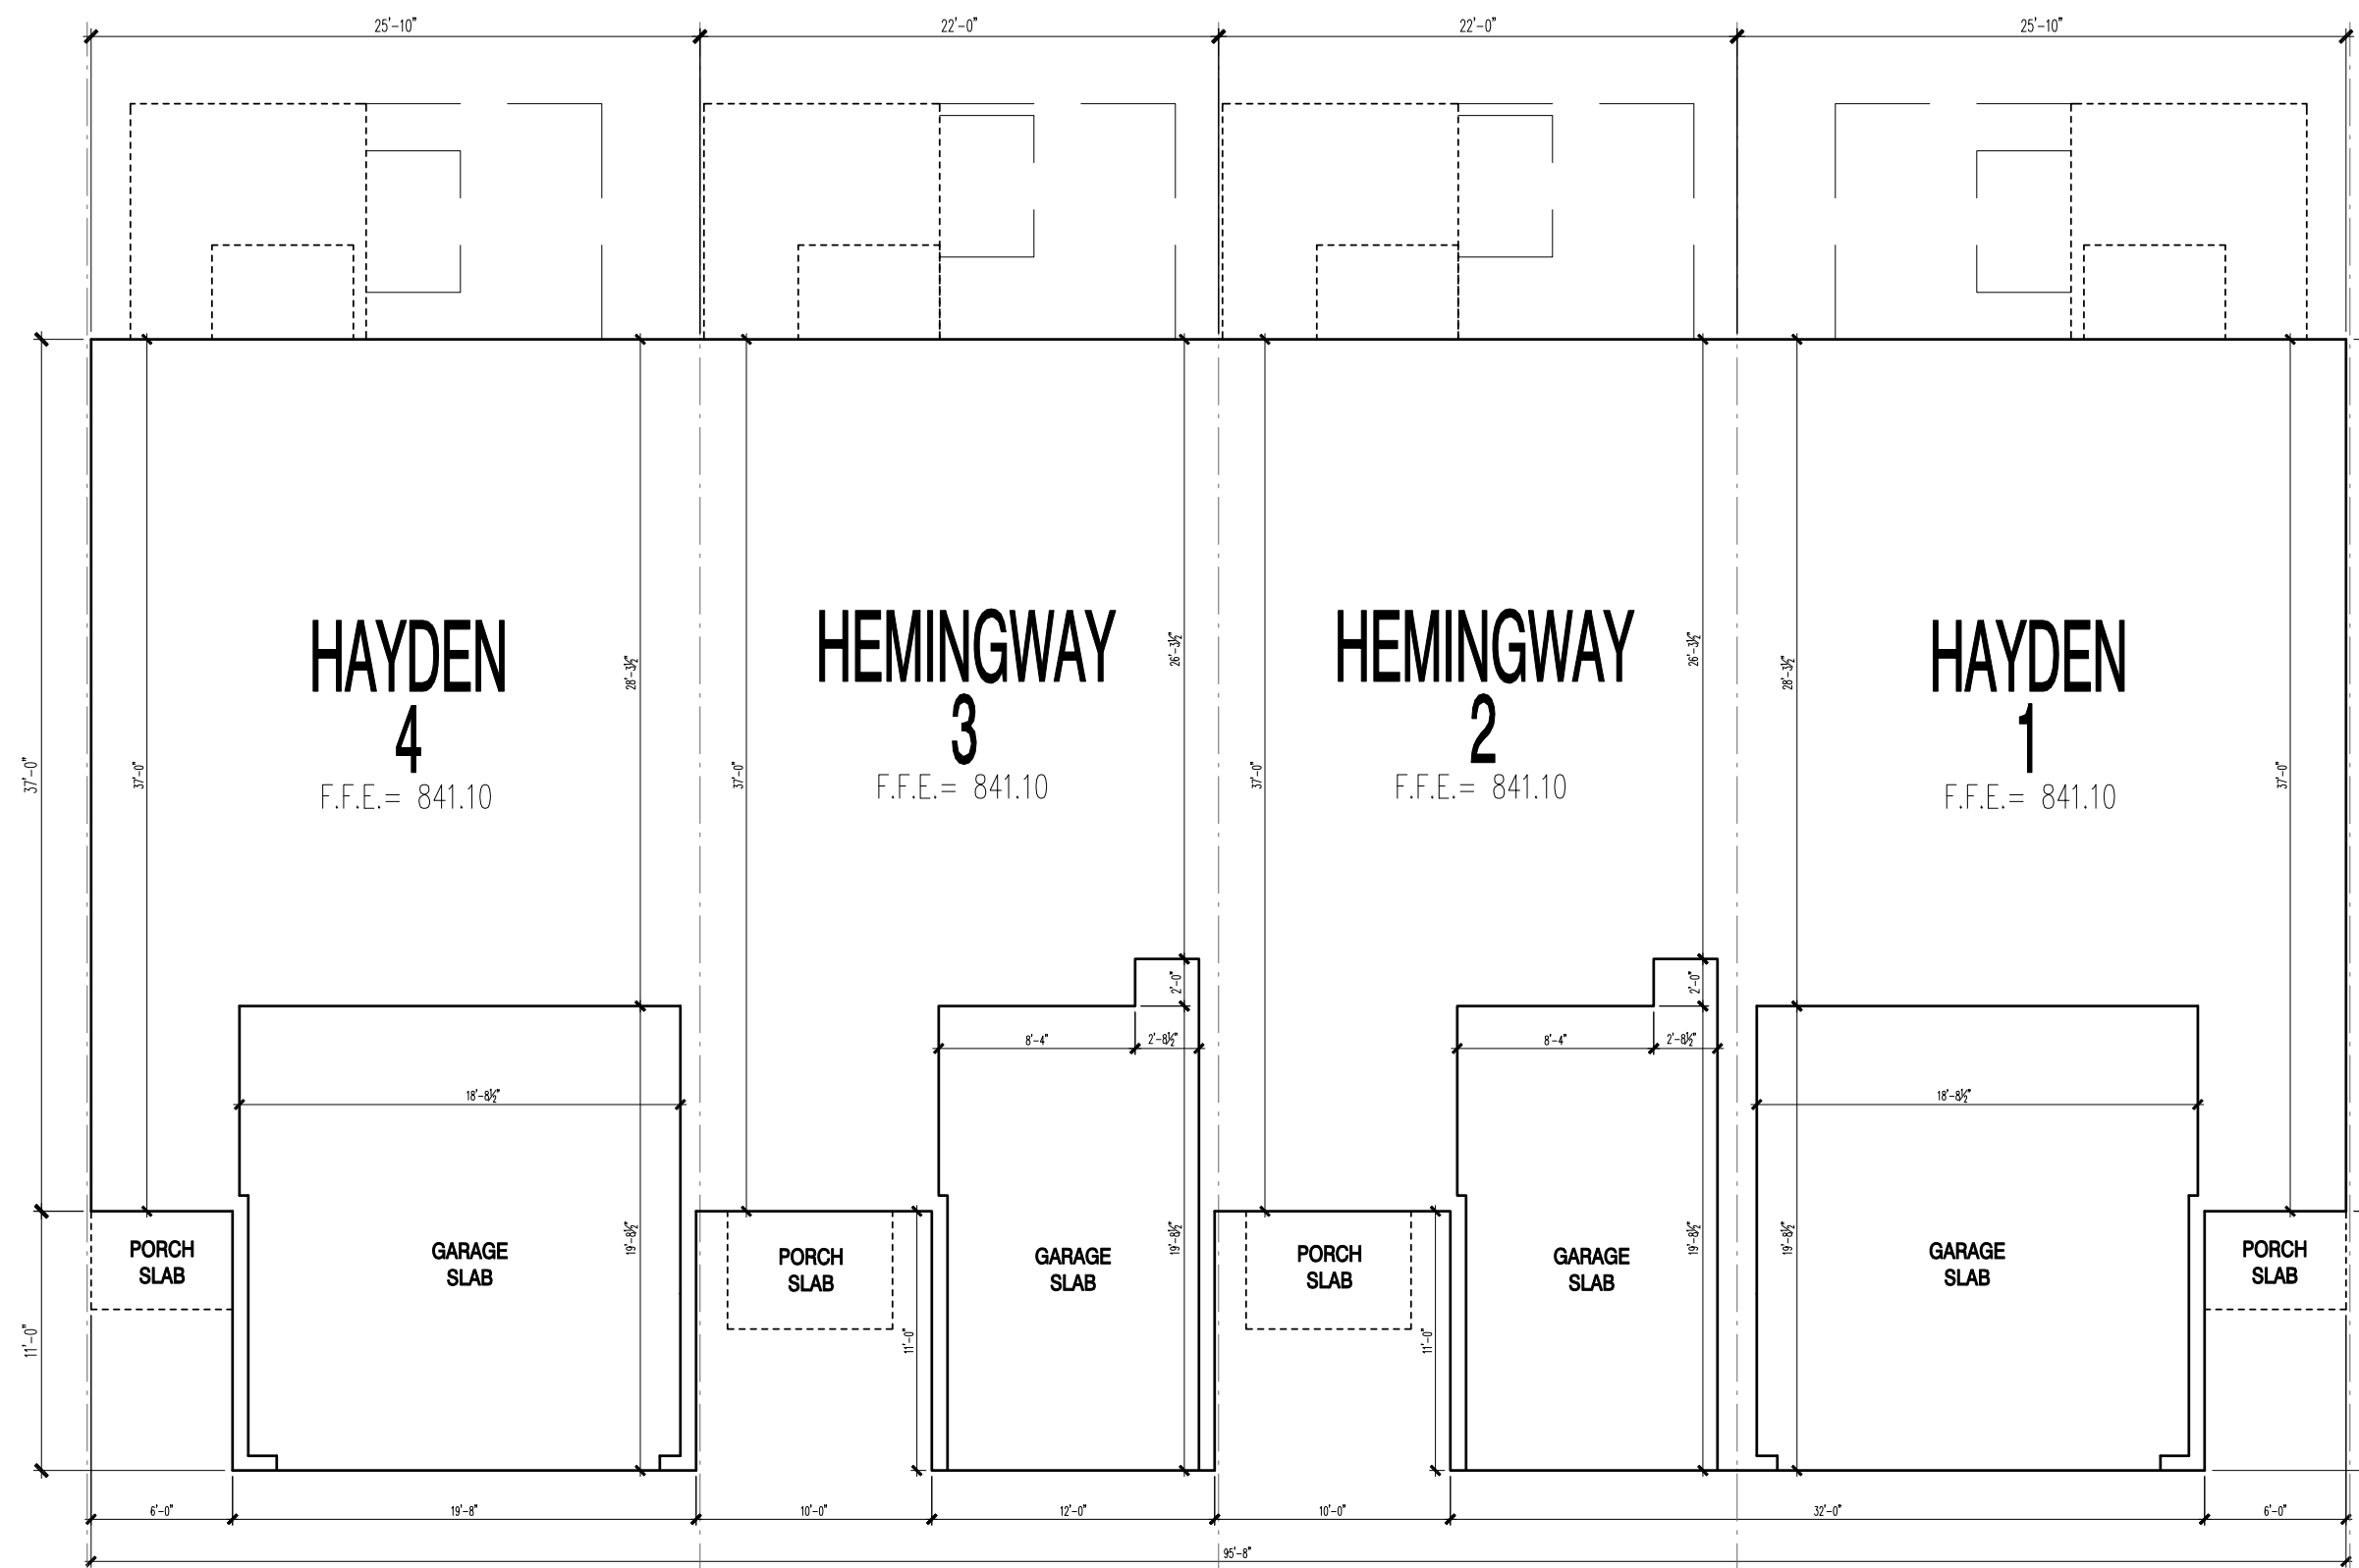 25'-10" 22'-0" 22'-0" 25'-10"
HAYDEN
4
F.F.E.= 841.10
HEMINGWAY
3
F.F.E.= 841.10
HEMINGWAY
2
F.F.E.= 841.10
HAYDEN
1
F.F.E.= 841.10
37'-0"
37'-0"
28'-3½"
37'-0"
26'-3½"
37'-0"
26'-3½"
28'-3½"
37'-0"
2'-0"
2'-0"
8'-4" 2'-8½"
8'-4" 2'-8½"
18'-8½"
18'-8½"
PORCH
SLAB
GARAGE
SLAB
PORCH
SLAB
GARAGE
SLAB
PORCH
SLAB
GARAGE
SLAB
GARAGE
SLAB
PORCH
SLAB
11'-0"
19'-8½"
11'-0"
19'-8½"
11'-0"
19'-8½"
19'-8½"
6'-0" 19'-8" 10'-0" 12'-0" 10'-0" 32'-0" 6'-0"
95'-8"